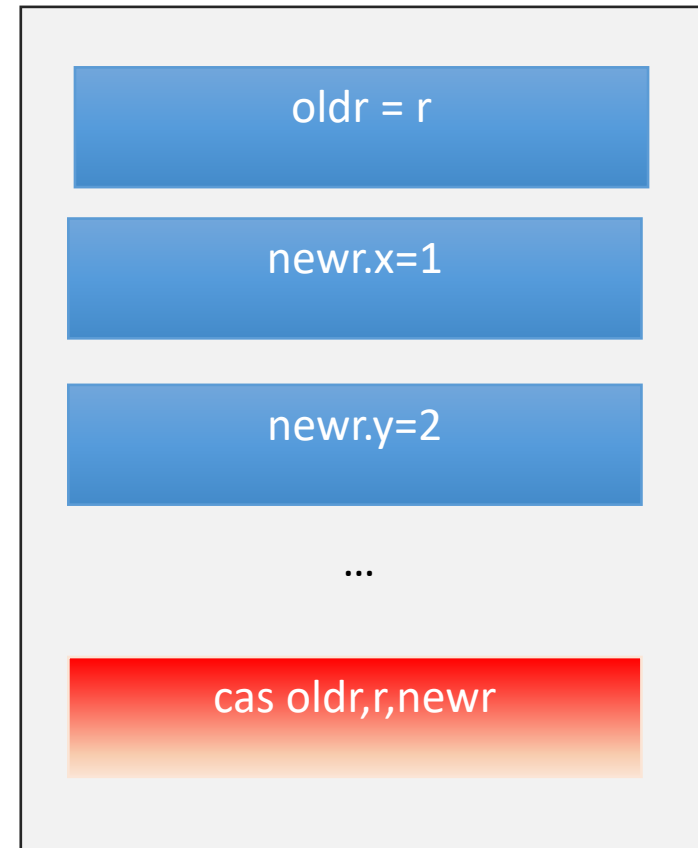 oldr = r
newr.x=1
newr.y=2
...
cas oldr,r,newr